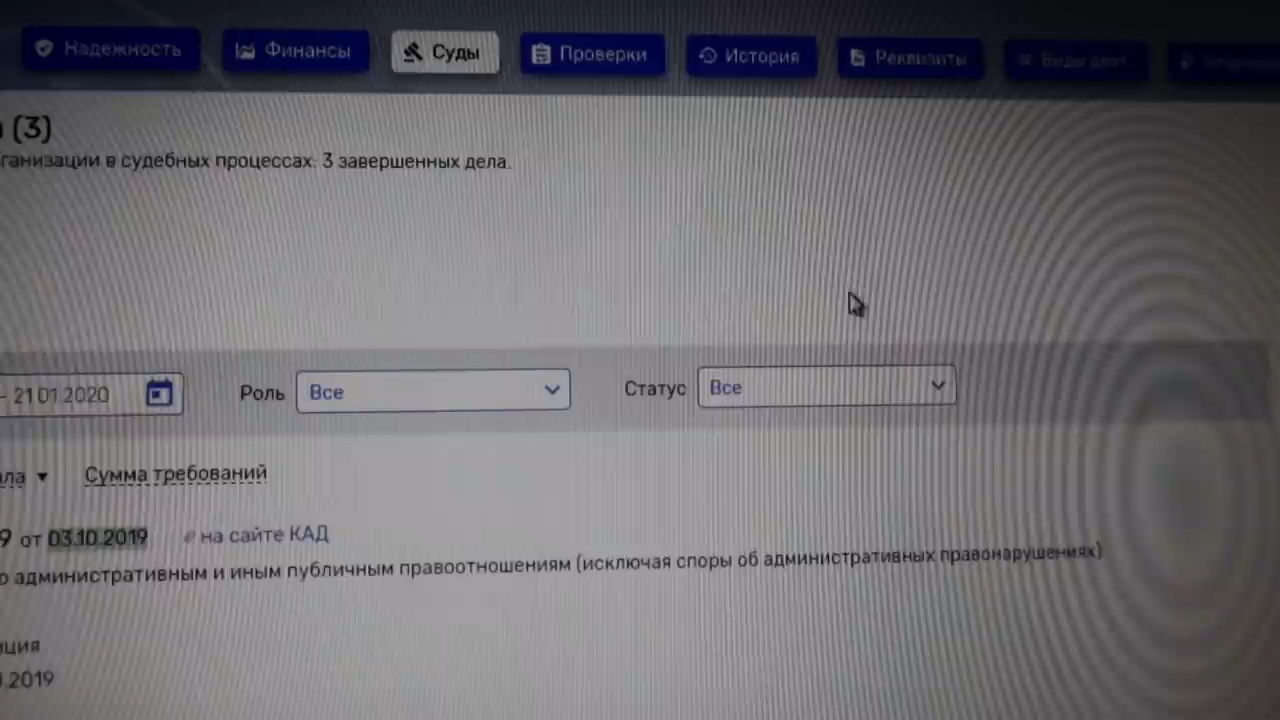 Надежность Финансы Суды Проверки История Реквизиты
(3)
ганизации в судебных процессах: 3 завершенных дела.
- 21.01.2020 Роль Все Статус Все
ла ▼ Сумма требований
9 от 03.10.2019 на сайте КАД
о административным и иным публичным правоотношениям (исключая споры об административных правонарушениях)
нция
.2019